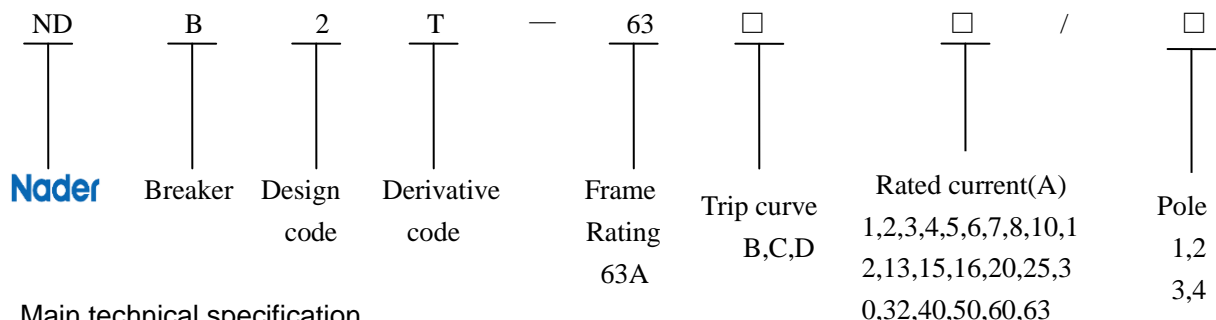 ND B 2 T — 63 □ □ / □
Nader Breaker Design code Derivative code Frame Rating 63A Trip curve B,C,D Rated current(A) 1,2,3,4,5,6,7,8,10,1 2,13,15,16,20,25,3 0,32,40,50,60,63 Pole 1,2 3,4
Main technical specification